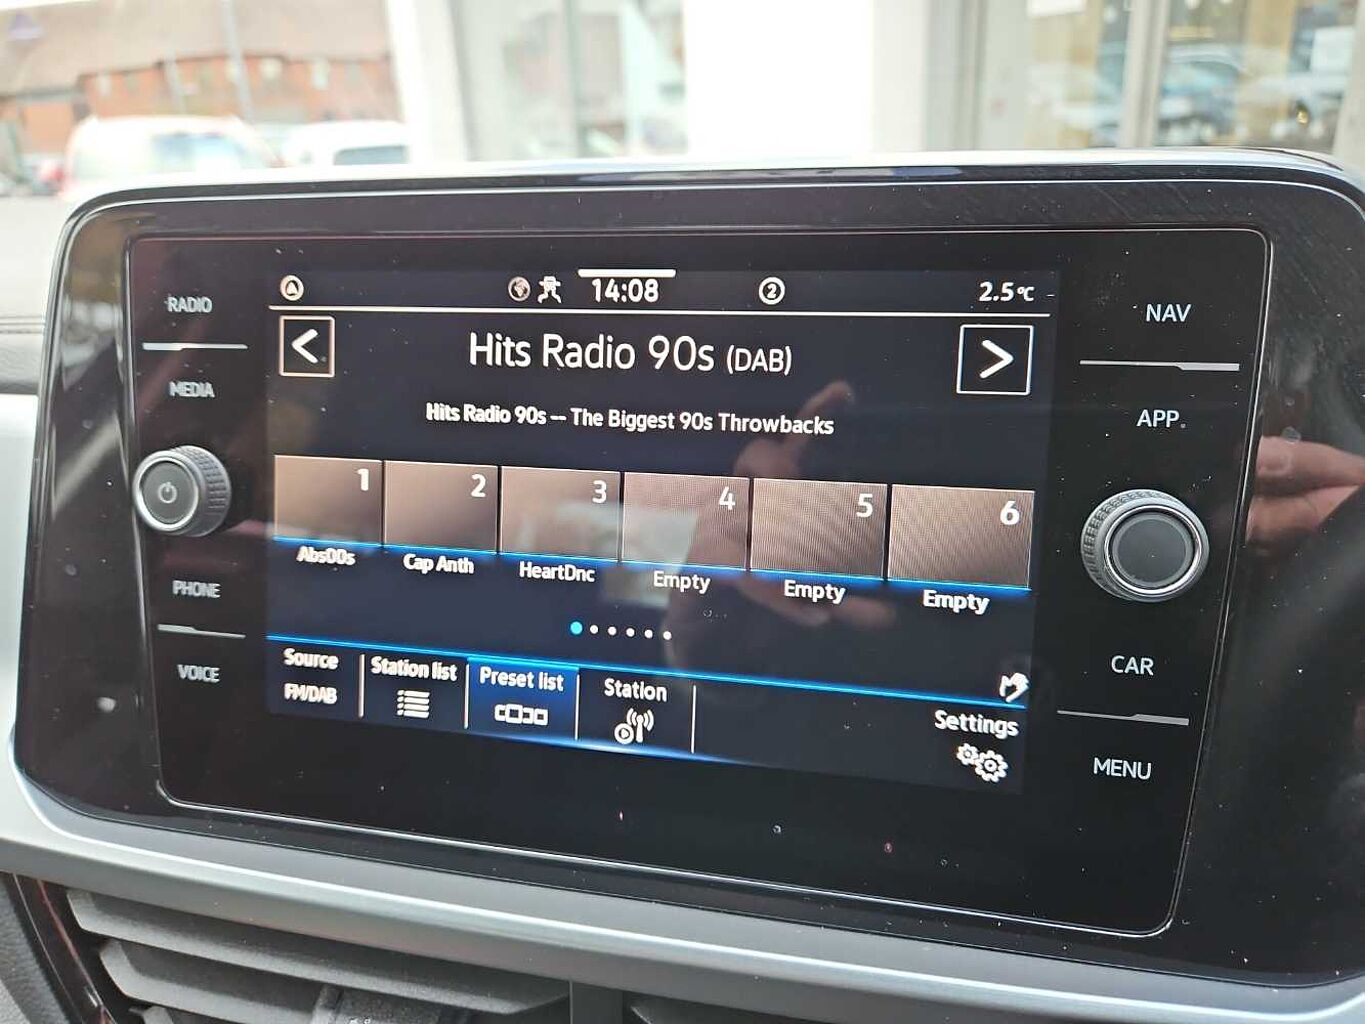 RADIO
MEDIA
PHONE
VOICE
14:08
2
2.5°C
<
Hits Radio 90s (DAB)
>
Hits Radio 90s -- The Biggest 90s Throwbacks
1 2 3 4 5 6
Abs00s Cap Anth HeartDnc Empty Empty Empty
Source Station list Preset list Station Settings
FM/DAB
NAV
APP
CAR
MENU